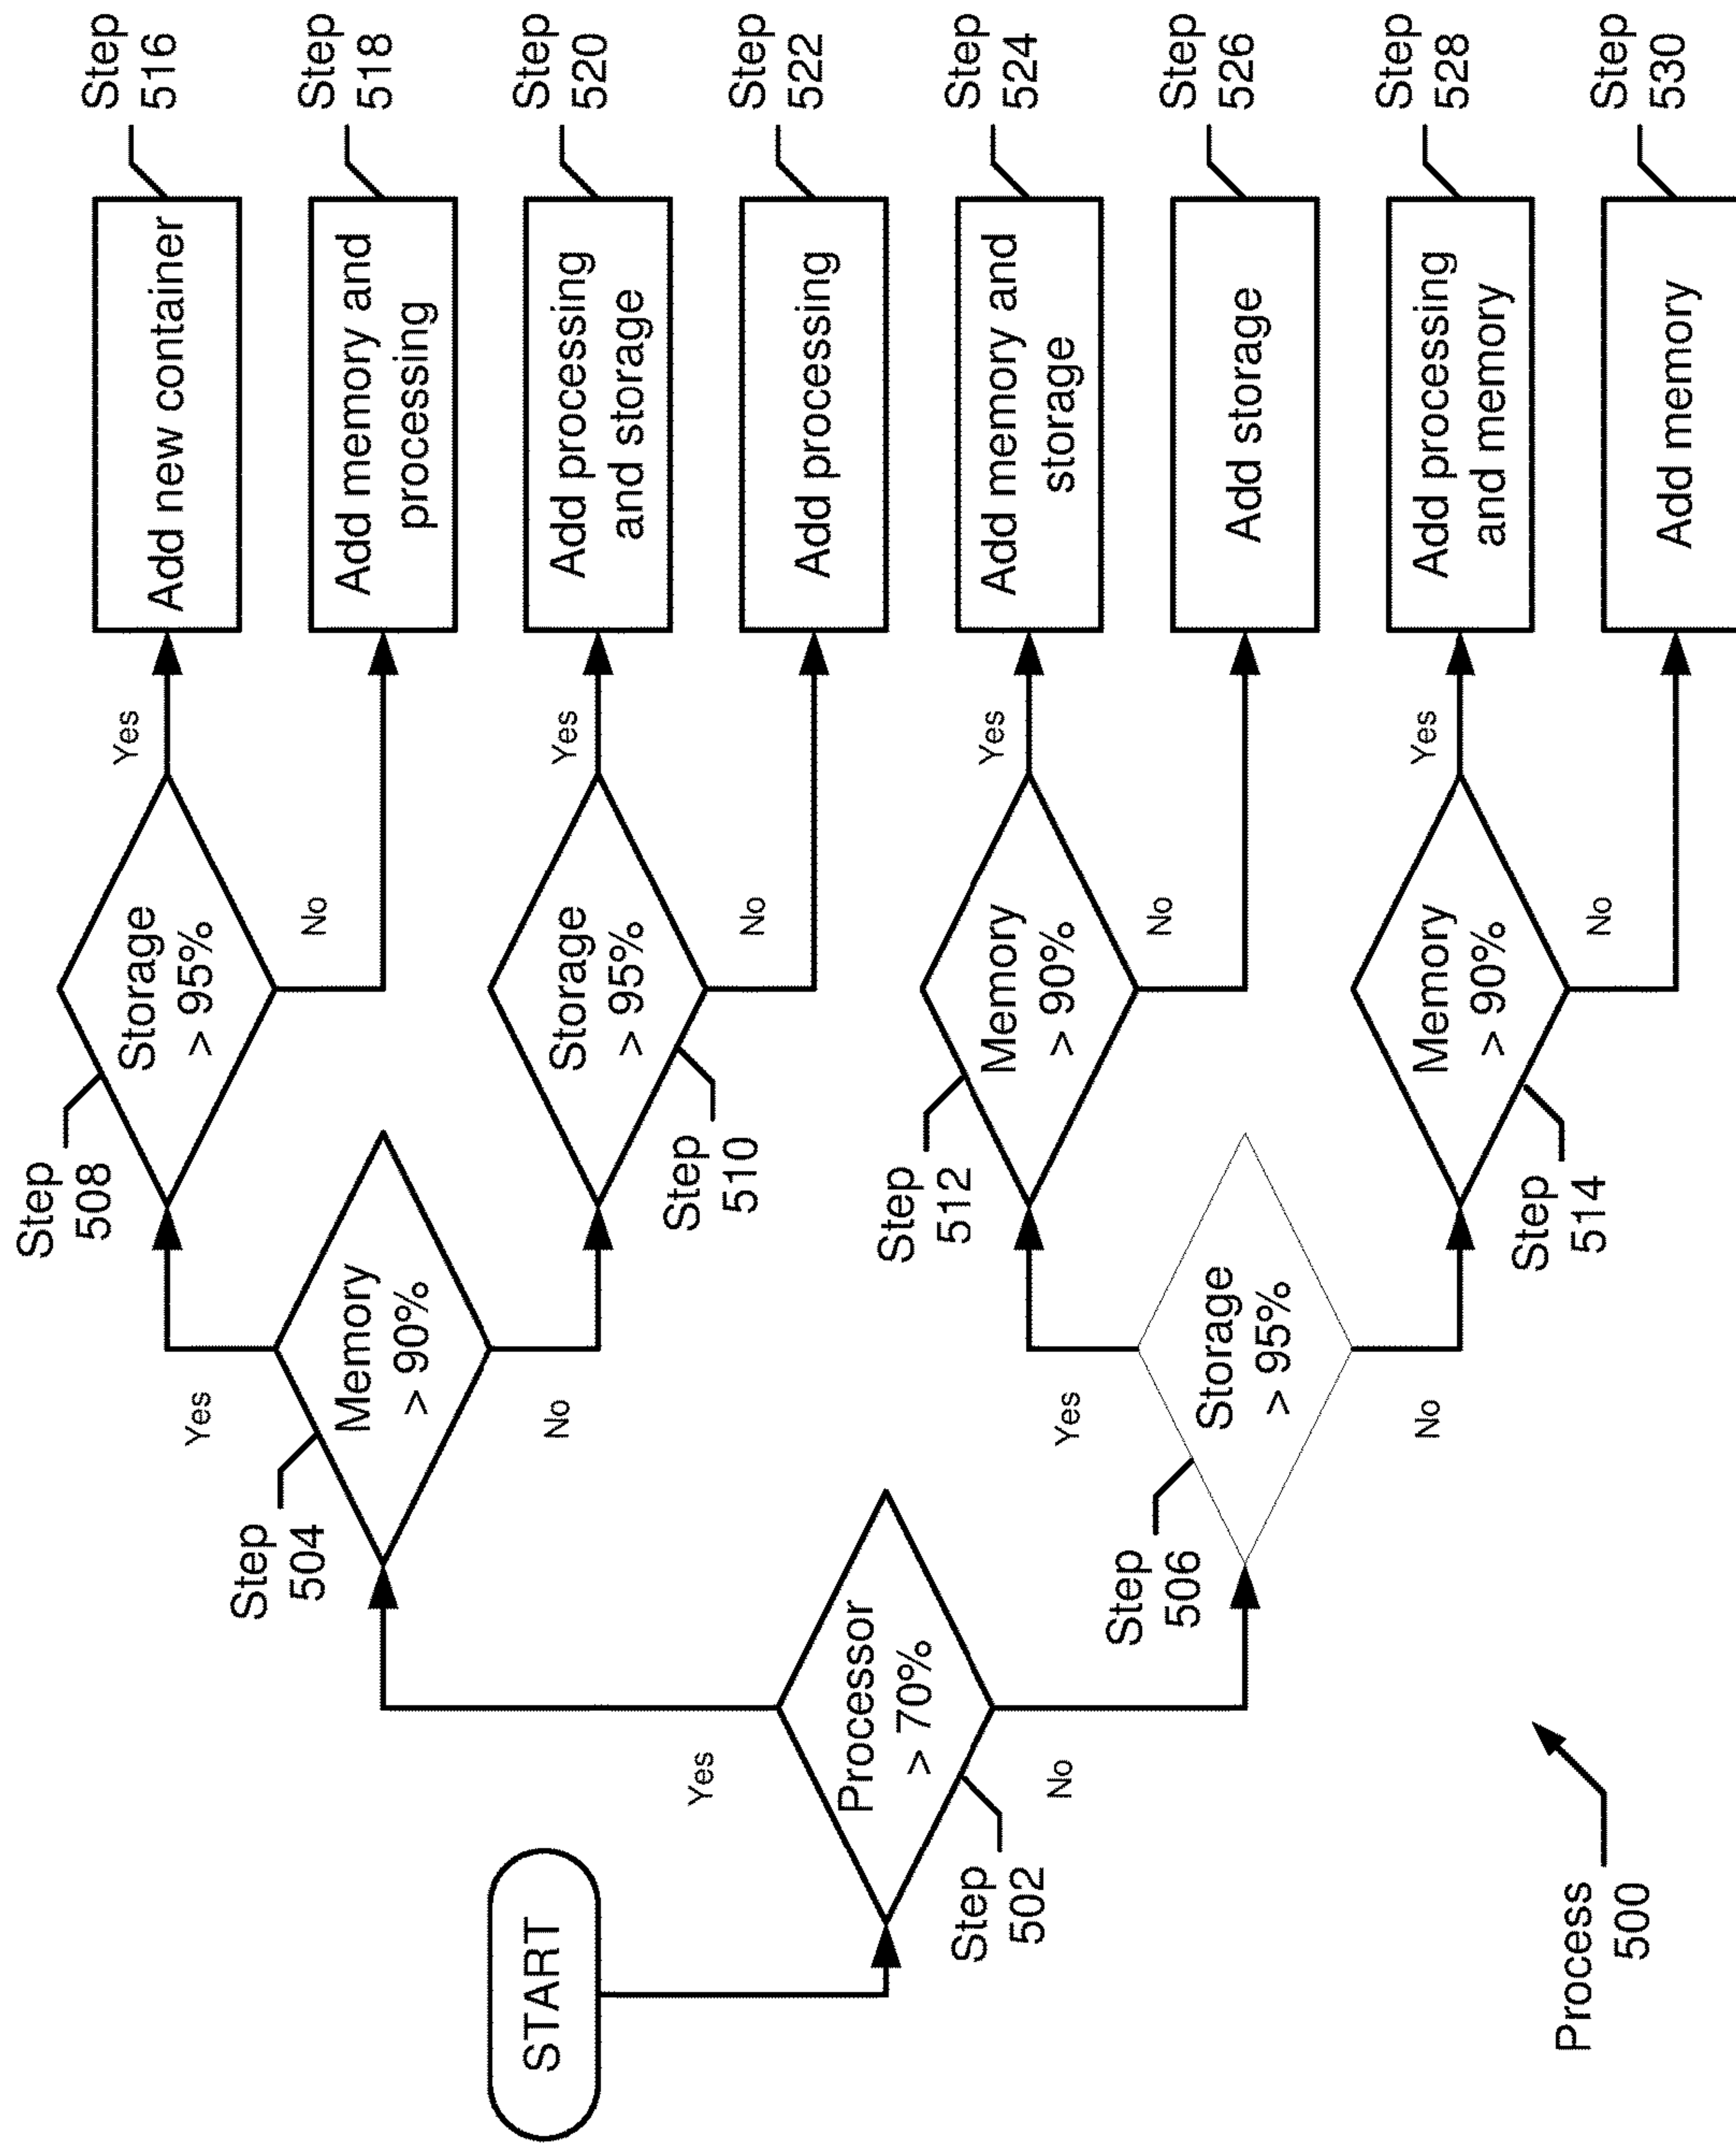 START
Processor
> 70%
Step
502
Yes
No
Memory
> 90%
Step
504
Yes
No
Storage
> 95%
Step
506
Yes
No
Storage
> 95%
Step
508
Yes
No
Storage
> 95%
Step
510
Yes
No
Memory
> 90%
Step
512
Yes
No
Memory
> 90%
Step
514
Yes
No
Add new container
Step
516
Add memory and
processing
Step
518
Add processing
and storage
Step
520
Add processing
Step
522
Add memory and
storage
Step
524
Add storage
Step
526
Add processing
and memory
Step
528
Add memory
Step
530
Process
500